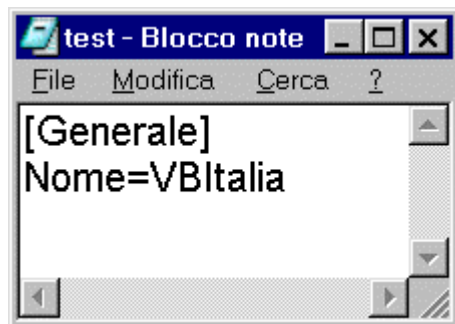 test - Blocco note
File Modifica Cerca ?
[Generale]
Nome=VBItalia